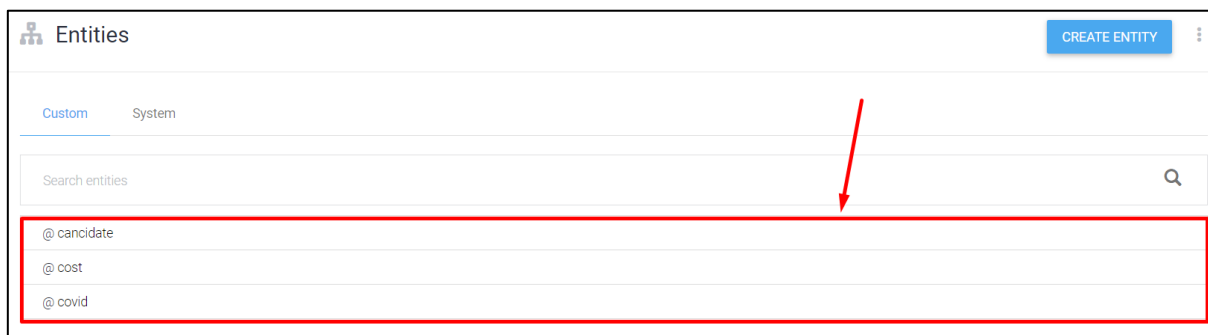 Entities
CREATE ENTITY
Custom System
Search entities
@ cancidate
@ cost
@ covid